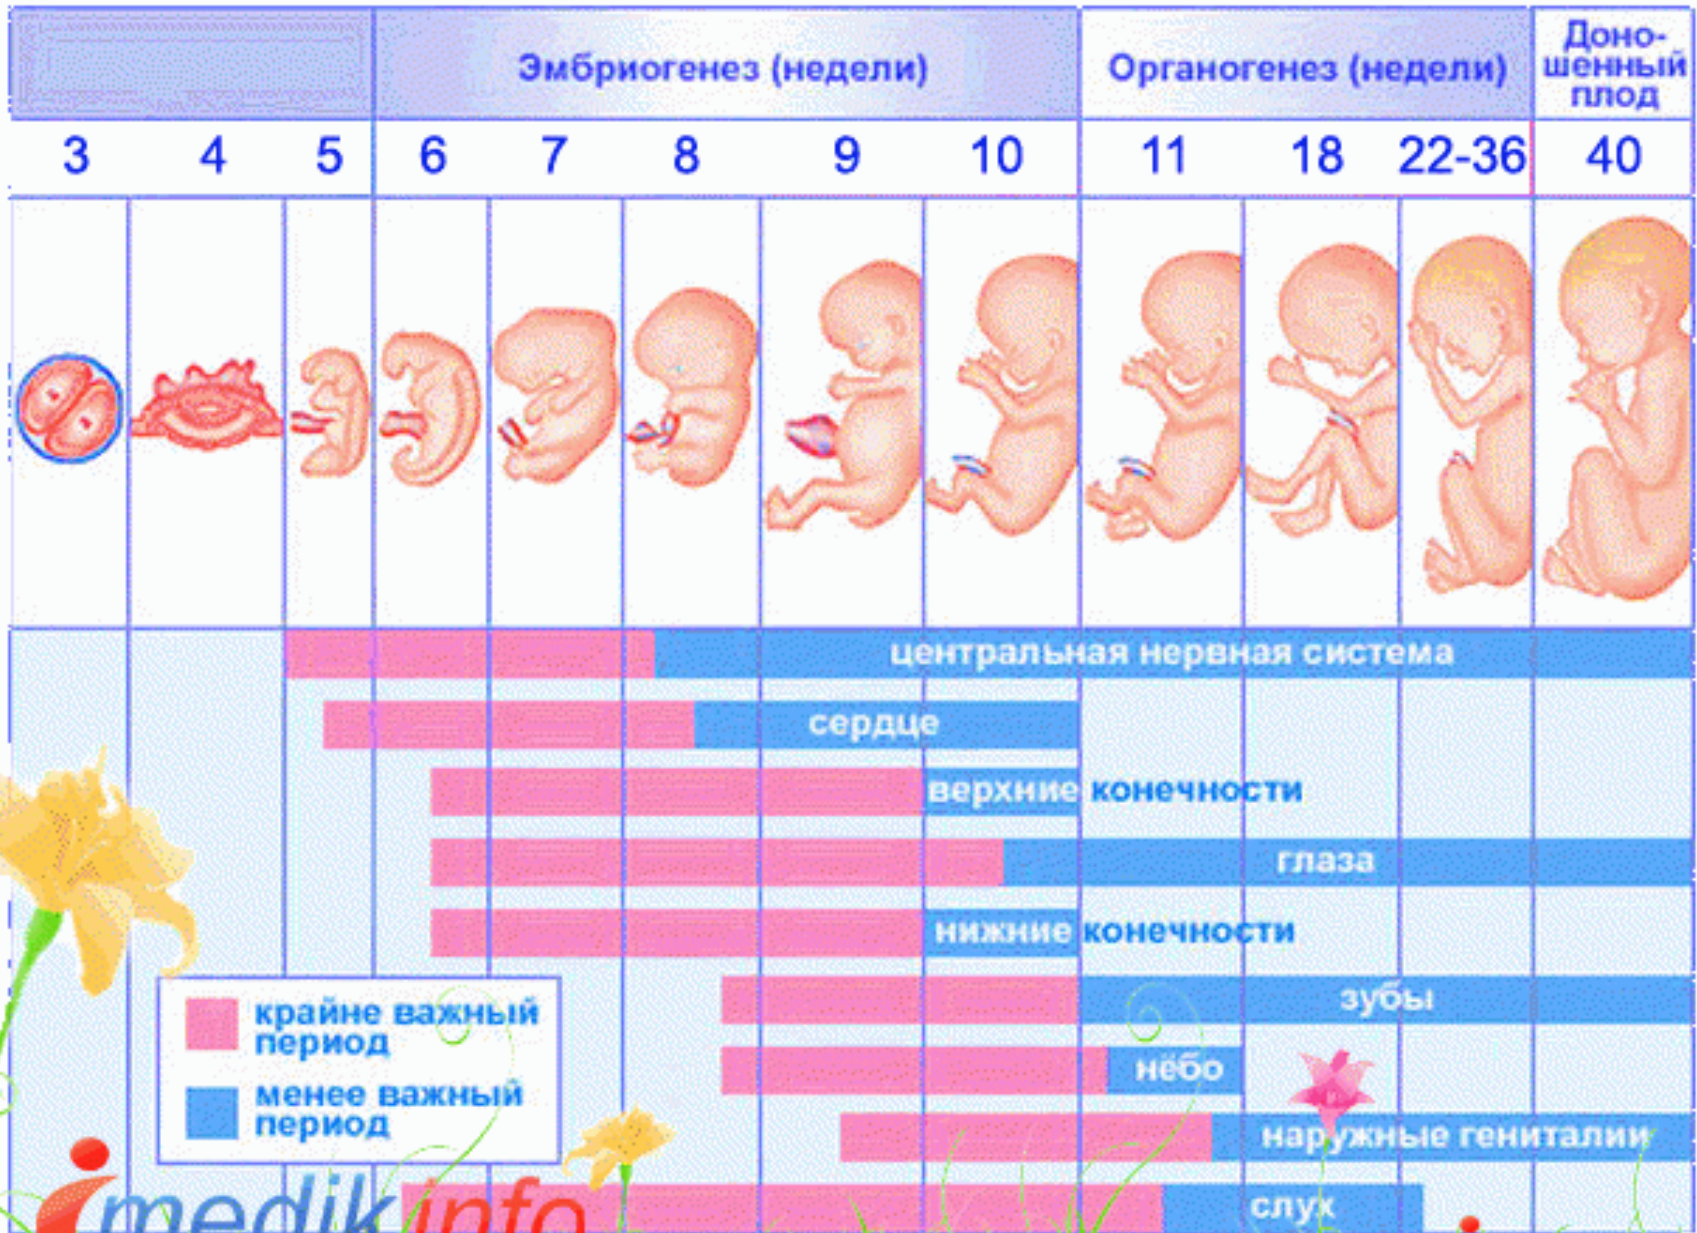 Эмбриогенез (недели)
Органогенез (недели)
Доно-
шенный
плод
3 4 5 6 7 8 9 10 11 18 22-36 40
центральная нервная система
сердце
верхние конечности
глаза
нижние конечности
зубы
нёбо
наружные гениталии
слух
крайне важный
период
менее важный
период
imedik info